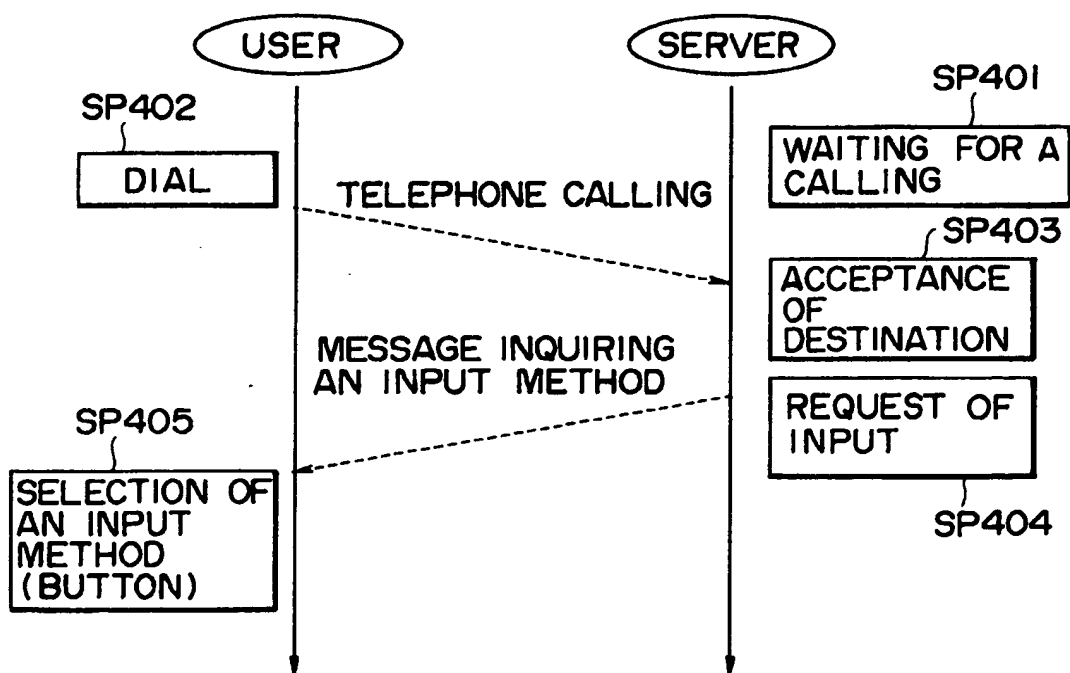 USER
SERVER
SP402
SP401
DIAL
WAITING FOR A
CALLING
TELEPHONE CALLING
SP403
ACCEPTANCE
OF
DESTINATION
MESSAGE INQUIRING
AN INPUT METHOD
REQUEST OF
INPUT
SP405
SP404
SELECTION OF
AN INPUT
METHOD
(BUTTON)